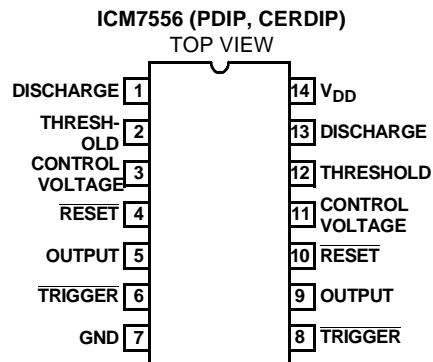 ICM7556 (PDIP, CERDIP)
TOP VIEW
DISCHARGE 1
THRESH-
OLD 2
CONTROL
VOLTAGE 3
RESET 4
OUTPUT 5
TRIGGER 6
GND 7
14 VDD
13 DISCHARGE
12 THRESHOLD
11 CONTROL
VOLTAGE
10 RESET
9 OUTPUT
8 TRIGGER